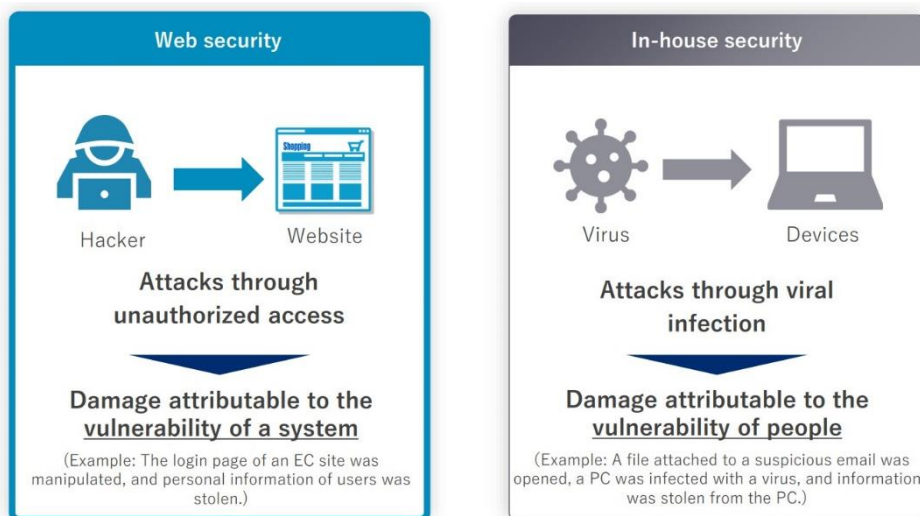 Web security
Shopping
Hacker
Website
Attacks through
unauthorized access
Damage attributable to the
vulnerability of a system
(Example: The login page of an EC site was
manipulated, and personal information of users was
stolen.)
In-house security
Virus
Devices
Attacks through viral
infection
Damage attributable to the
vulnerability of people
(Example: A file attached to a suspicious email was
opened, a PC was infected with a virus, and information
was stolen from the PC.)